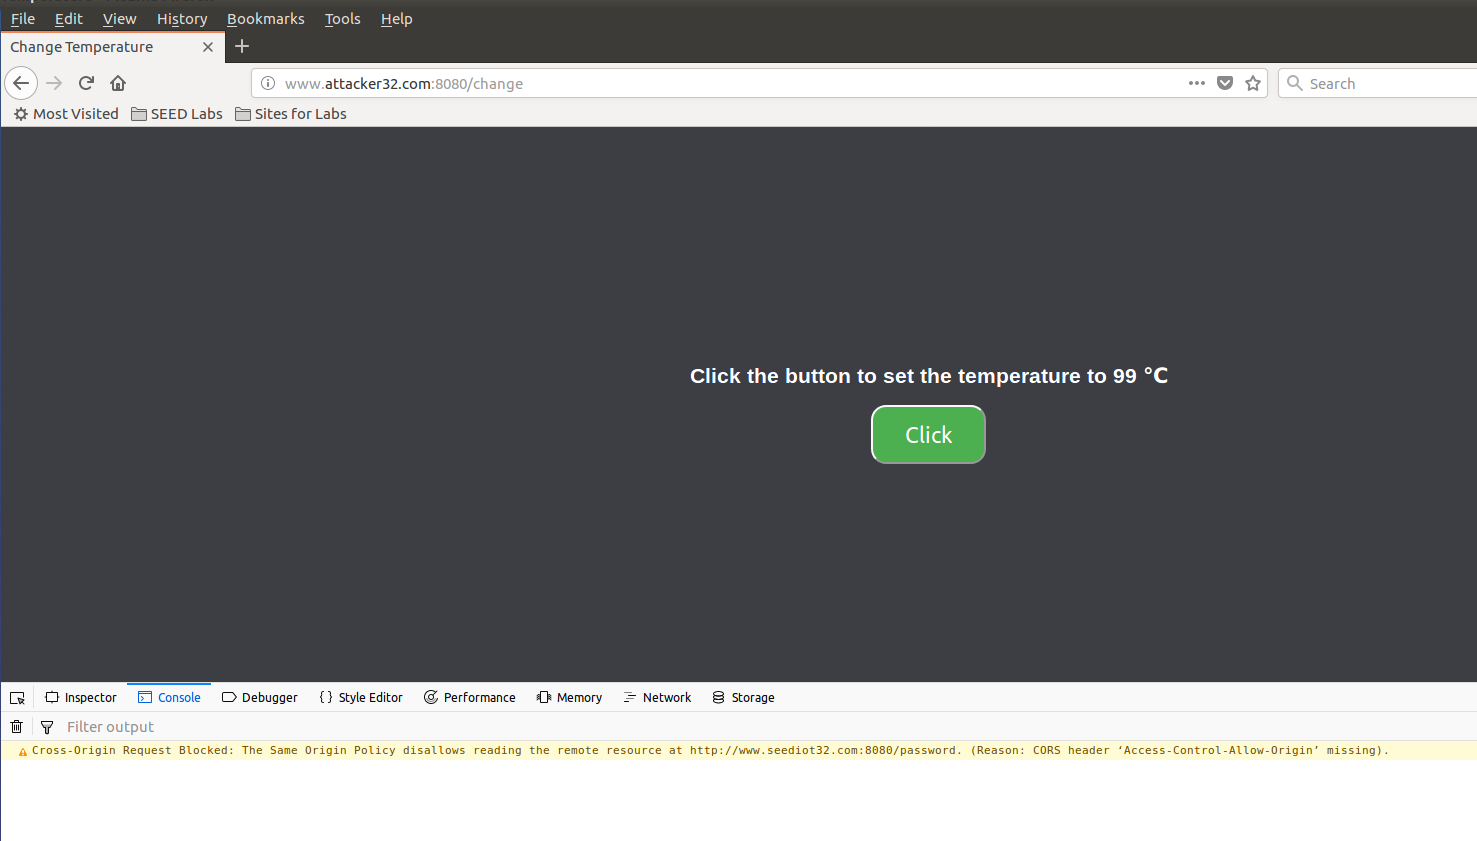 File Edit View History Bookmarks Tools Help
Change Temperature
www.attacker32.com:8080/change
Search
Most Visited SEED Labs Sites for Labs
Click the button to set the temperature to 99 °C
Click
Inspector Console Debugger Style Editor Performance Memory Network Storage
Filter output
Cross-Origin Request Blocked: The Same Origin Policy disallows reading the remote resource at http://www.seediot32.com:8080/password. (Reason: CORS header ‘Access-Control-Allow-Origin’ missing).